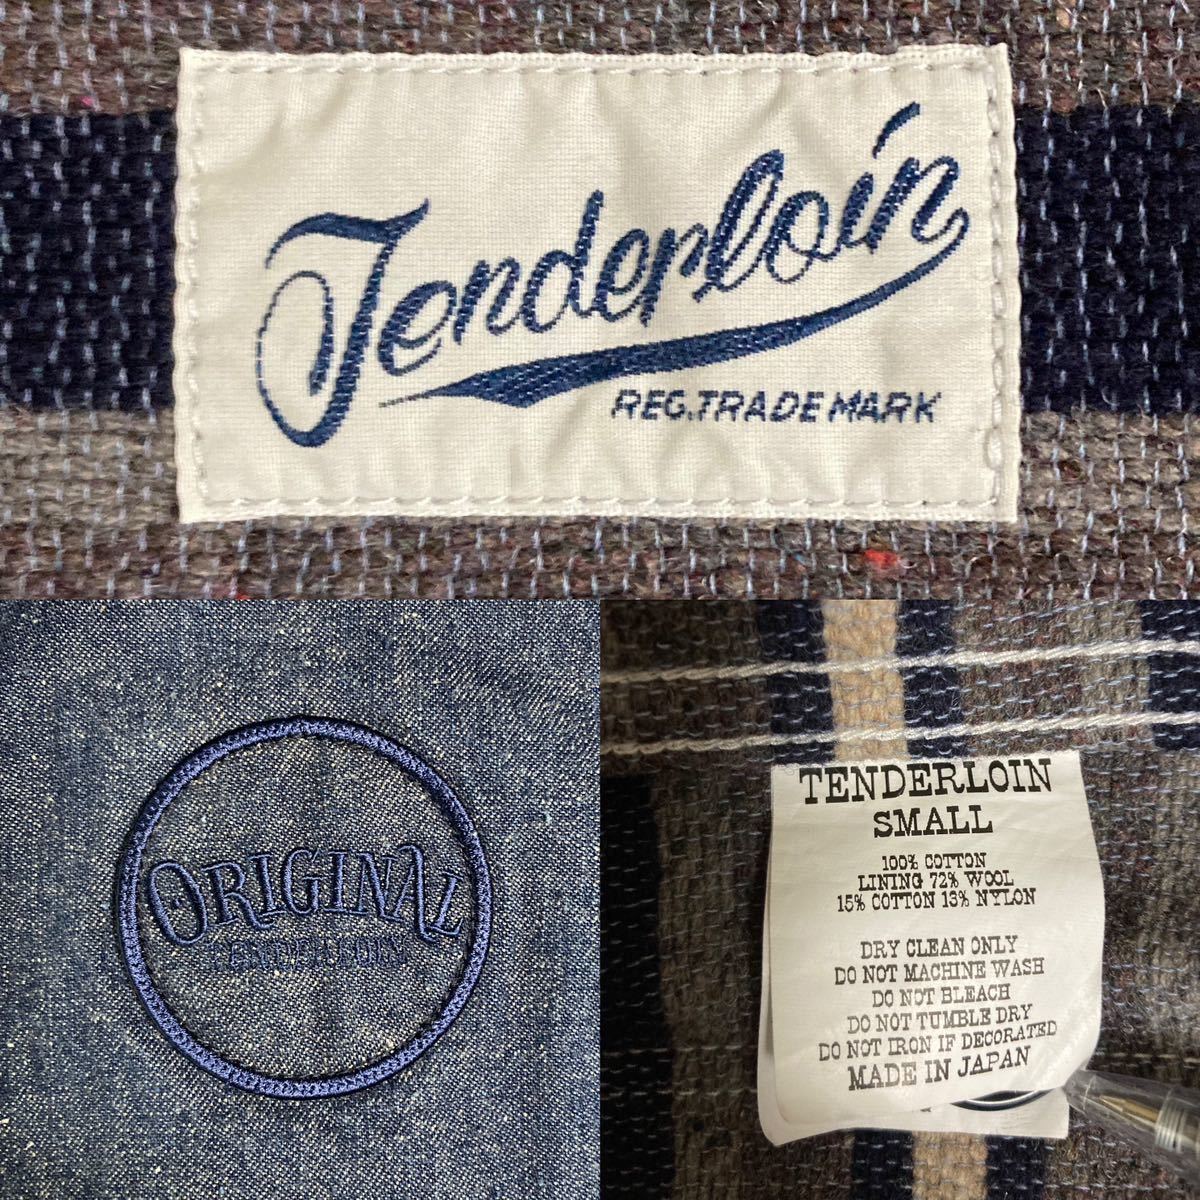 Tenderloin
REG. TRADE MARK
ORIGINAL
TENDERLOIN
TENDERLOIN
SMALL
100% COTTON
LINING 72% WOOL
15% COTTON 13% NYLON
DRY CLEAN ONLY
DO NOT MACHINE WASH
DO NOT BLEACH
DO NOT TUMBLE DRY
DO NOT IRON IF DECORATED
MADE IN JAPAN